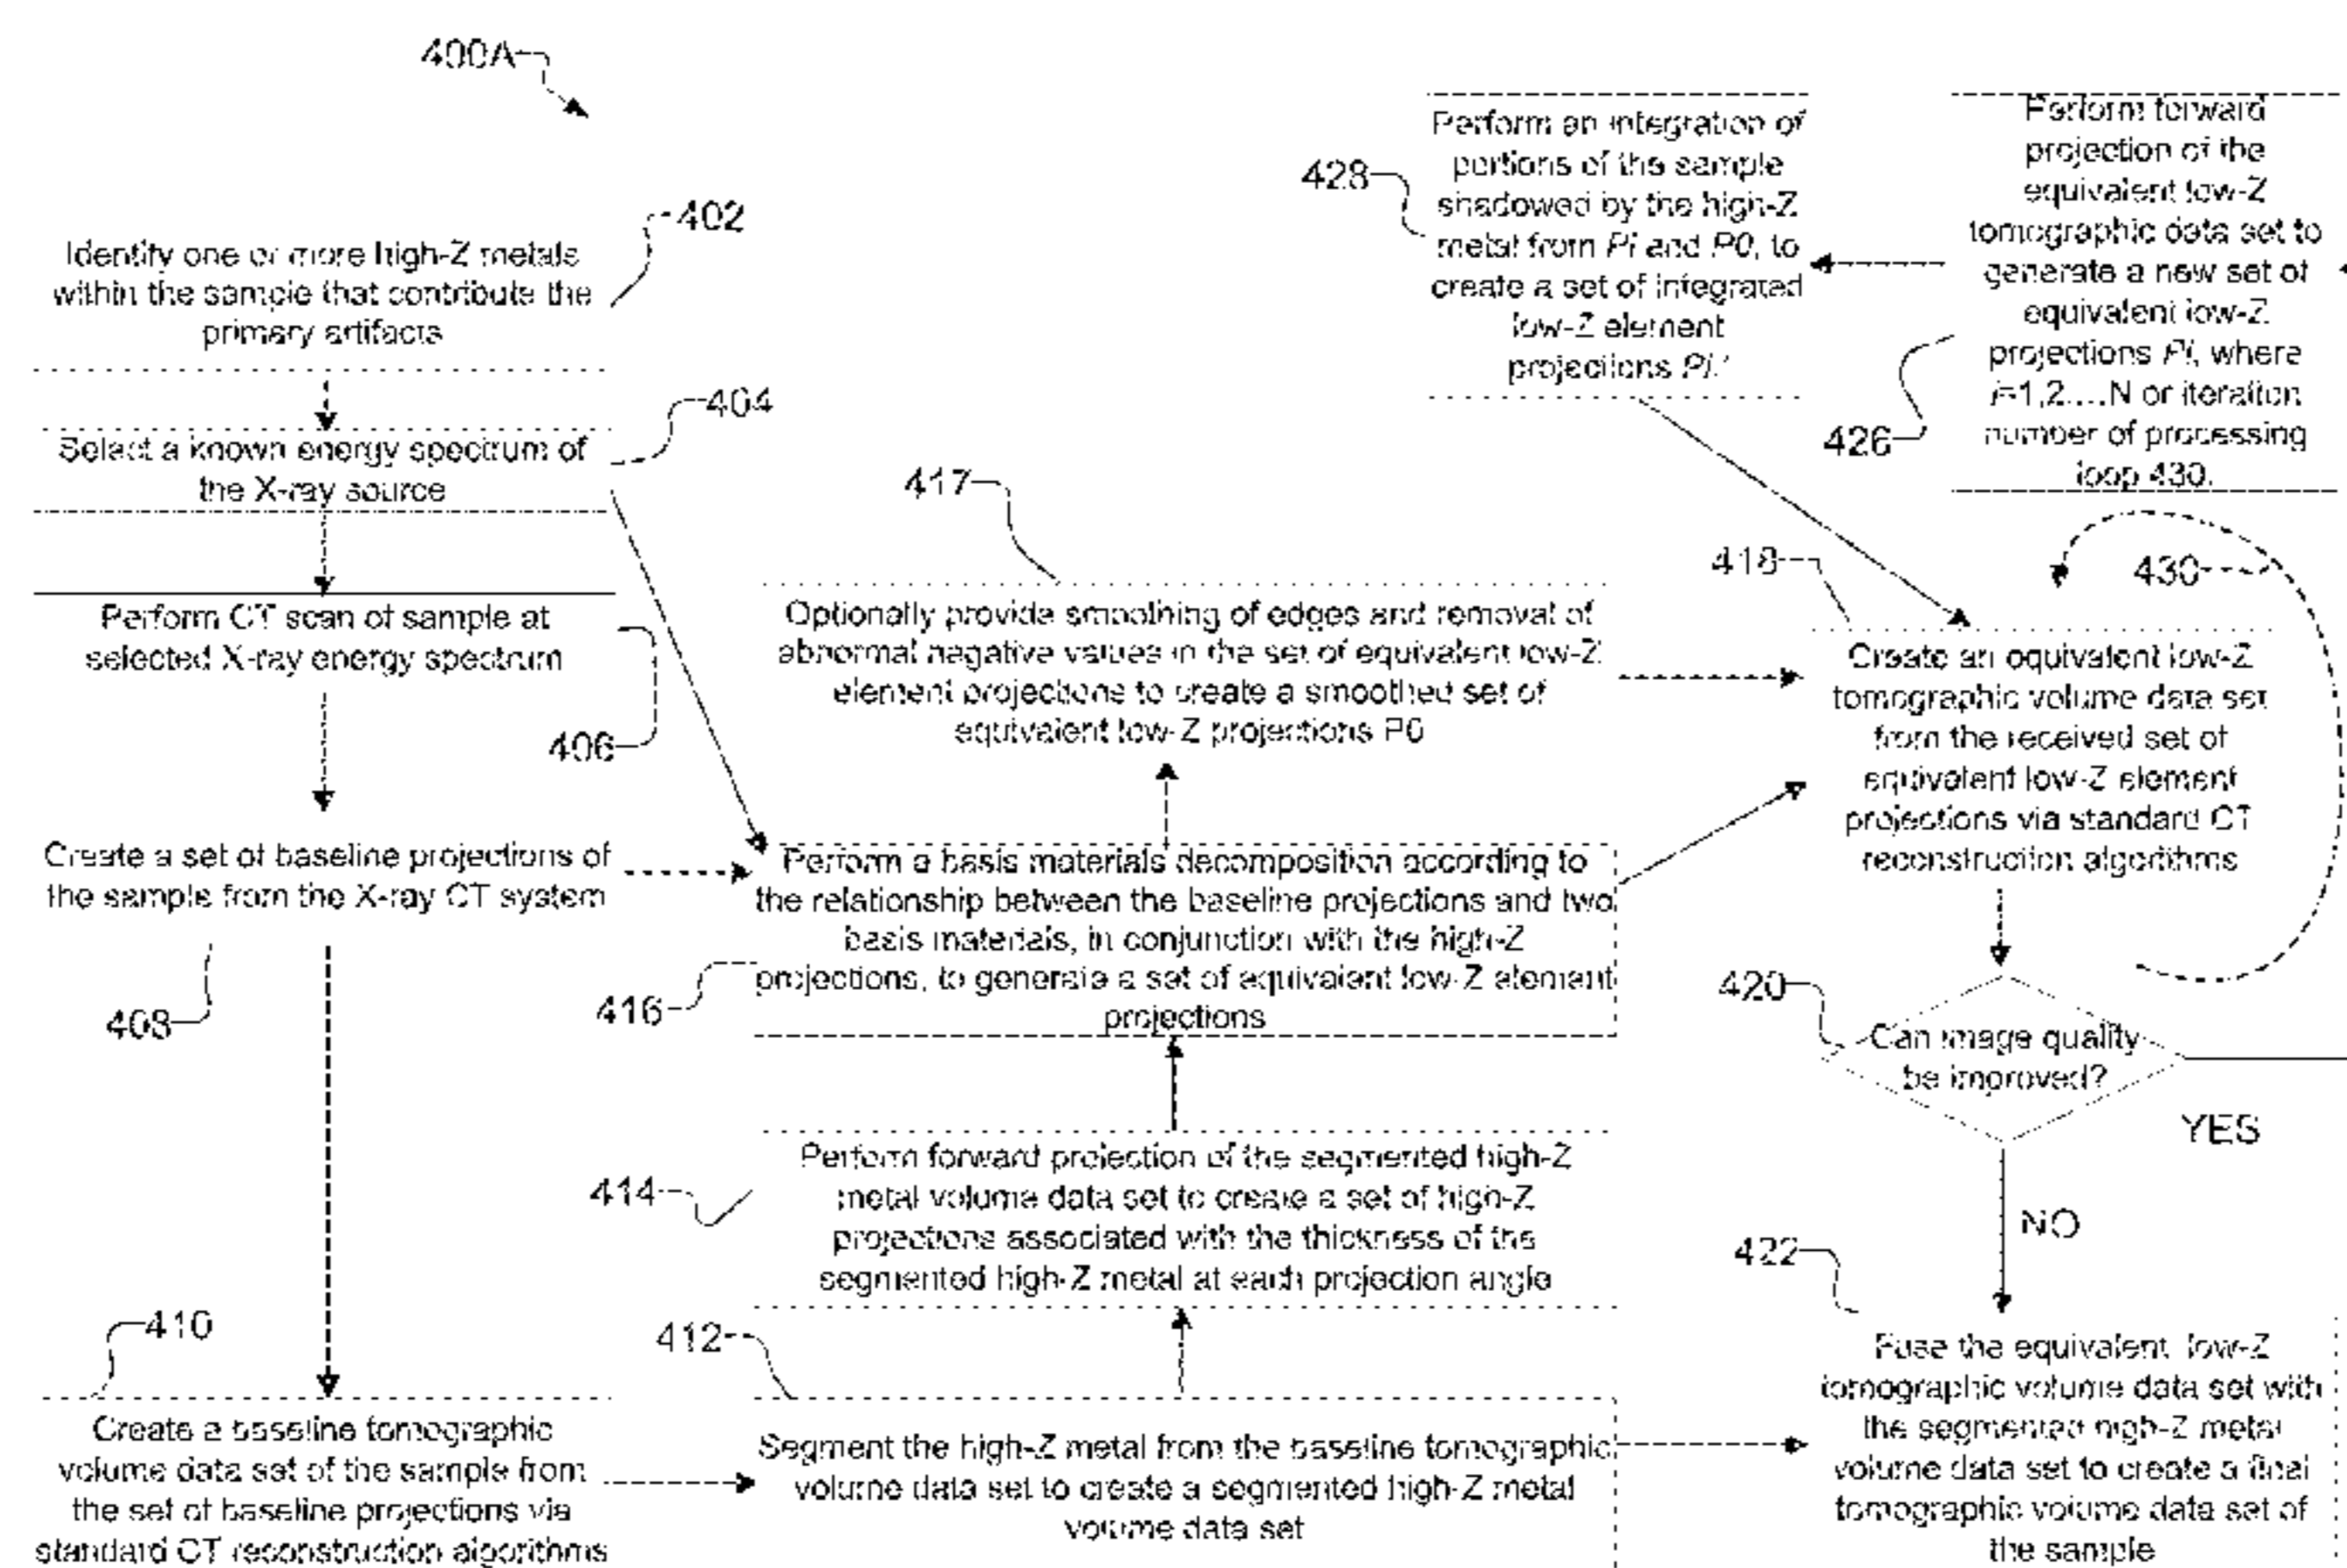 400A
402
Identify one or more high-Z metals
within the sample that contribute the
primary artifacts
404
Select a known energy spectrum of
the X-ray source
Perform CT scan of sample at
selected X-ray energy spectrum
406
Create a set of baseline projections of
the sample from the X-ray CT system
408
410
Create a baseline tomographic
volume data set of the sample from
the set of baseline projections via
standard CT reconstruction algorithms
412
Segment the high-Z metal from the baseline tomographic
volume data set to create a segmented high-Z metal
volume data set
414
Perform forward projection of the segmented high-Z
metal volume data set to create a set of high-Z
projections associated with the thickness of the
segmented high-Z metal at each projection angle
416
Perform a basis materials decomposition according to
the relationship between the baseline projections and two
basis materials, in conjunction with the high-Z
projections, to generate a set of equivalent low-Z element
projections
417
Optionally provide smoothing of edges and removal of
abnormal negative values in the set of equivalent low-Z
element projections to create a smoothed set of
equivalent low-Z projections P0
418
Create an equivalent low-Z
tomographic volume data set
from the received set of
equivalent low-Z element
projections via standard CT
reconstruction algorithms
420
Can image quality
be improved?
YES
NO
422
Fuse the equivalent low-Z
tomographic volume data set with
the segmented high-Z metal
volume data set to create a final
tomographic volume data set of
the sample
426
Perform forward
projection of the
equivalent low-Z
tomographic data set to
generate a new set of
equivalent low-Z
projections Pi, where
i=1,2....N or iteration
number of processing
loop 430.
428
Perform an integration of
portions of the sample
shadowed by the high-Z
metal from Pi and P0, to
create a set of integrated
low-Z element
projections Pi.'
430